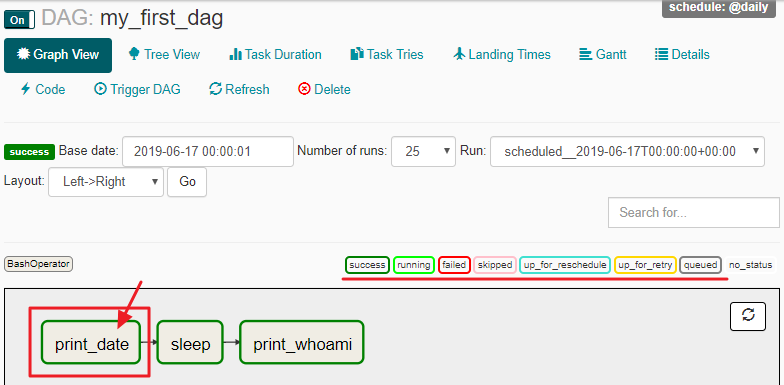 schedule: @daily
On DAG: my_first_dag
Graph View Tree View Task Duration Task Tries Landing Times Gantt Details
Code Trigger DAG Refresh Delete
success Base date: 2019-06-17 00:00:01 Number of runs: 25 Run: scheduled__2019-06-17T00:00:00+00:00
Layout: Left->Right Go
Search for...
BashOperator success running failed skipped up_for_reschedule up_for_retry queued no_status
print_date sleep print_whoami